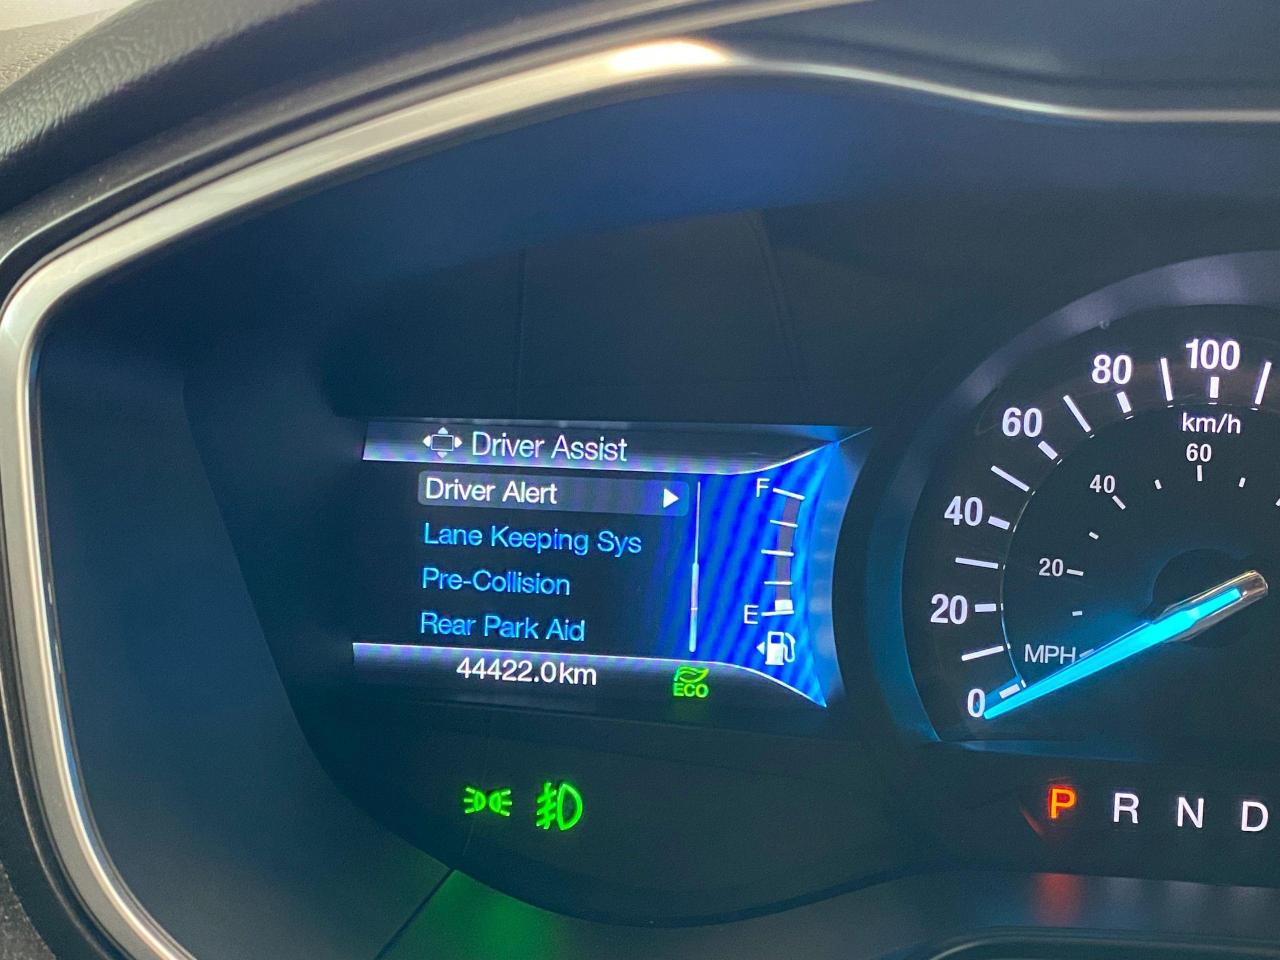 Driver Assist
Driver Alert
Lane Keeping Sys
Pre-Collision
Rear Park Aid
44422.0km
ECO
F
E
100
80
60
40
20
0
km/h
60
40
20
MPH
P R N D